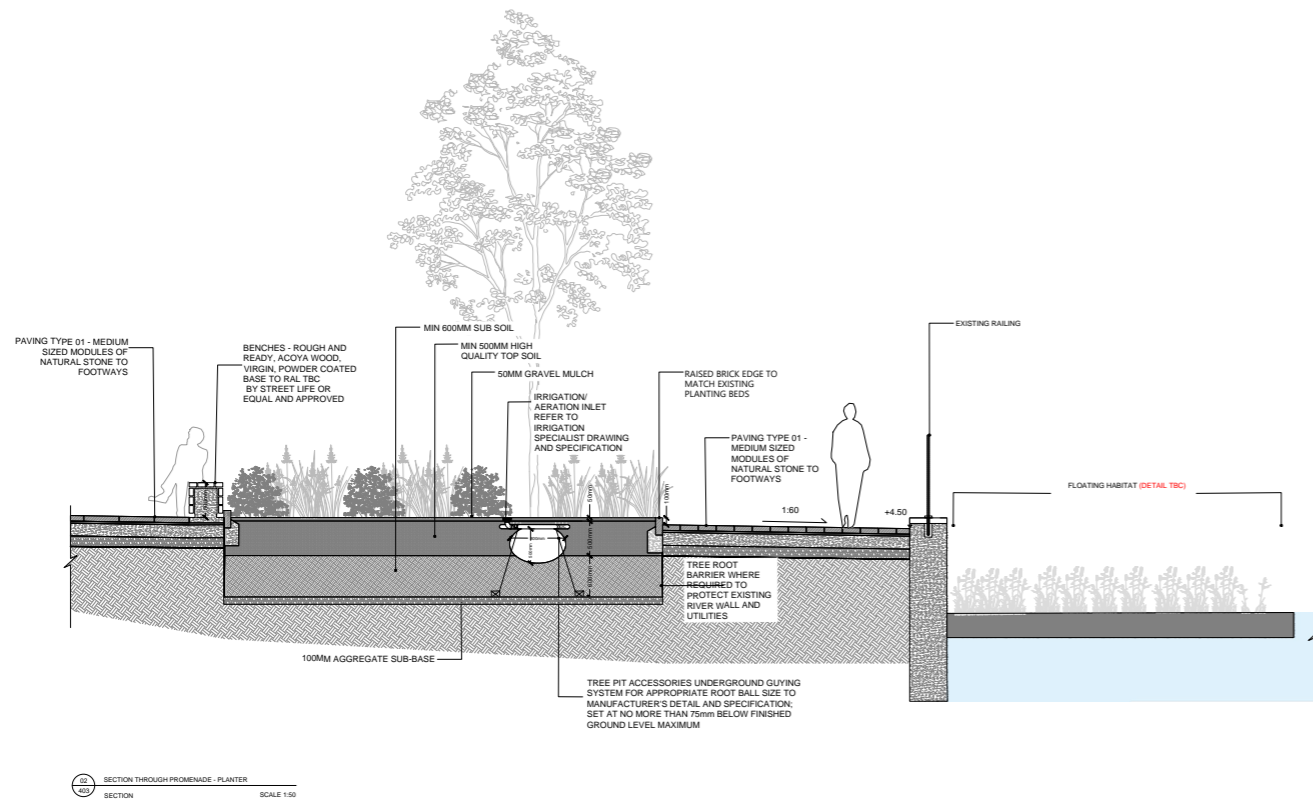 MIN 600MM SUB SOIL
EXISTING RAILING
PAVING TYPE 01 - MEDIUM
SIZED MODULES OF
NATURAL STONE TO
FOOTWAYS
BENCHES - ROUGH AND
READY, ACOYA WOOD,
VIRGIN, POWDER COATED
BASE TO RAL TBC
BY STREET LIFE OR
EQUAL AND APPROVED
MIN 500MM HIGH
QUALITY TOP SOIL
50MM GRAVEL MULCH
RAISED BRICK EDGE TO
MATCH EXISTING
PLANTING BEDS
IRRIGATION/
AERATION INLET
REFER TO
IRRIGATION
SPECIALIST DRAWING
AND SPECIFICATION
PAVING TYPE 01 -
MEDIUM SIZED
MODULES OF
NATURAL STONE TO
FOOTWAYS
FLOATING HABITAT (DETAIL TBC)
50mm
100mm
1:60
+4.50
500mm
600mm
TREE ROOT
BARRIER WHERE
REQUIRED TO
PROTECT EXISTING
RIVER WALL AND
UTILITIES
100MM AGGREGATE SUB-BASE
TREE PIT ACCESSORIES UNDERGROUND GUYING
SYSTEM FOR APPROPRIATE ROOT BALL SIZE TO
MANUFACTURER'S DETAIL AND SPECIFICATION;
SET AT NO MORE THAN 75mm BELOW FINISHED
GROUND LEVEL MAXIMUM
02
403
SECTION THROUGH PROMENADE - PLANTER
SECTION SCALE 1:50